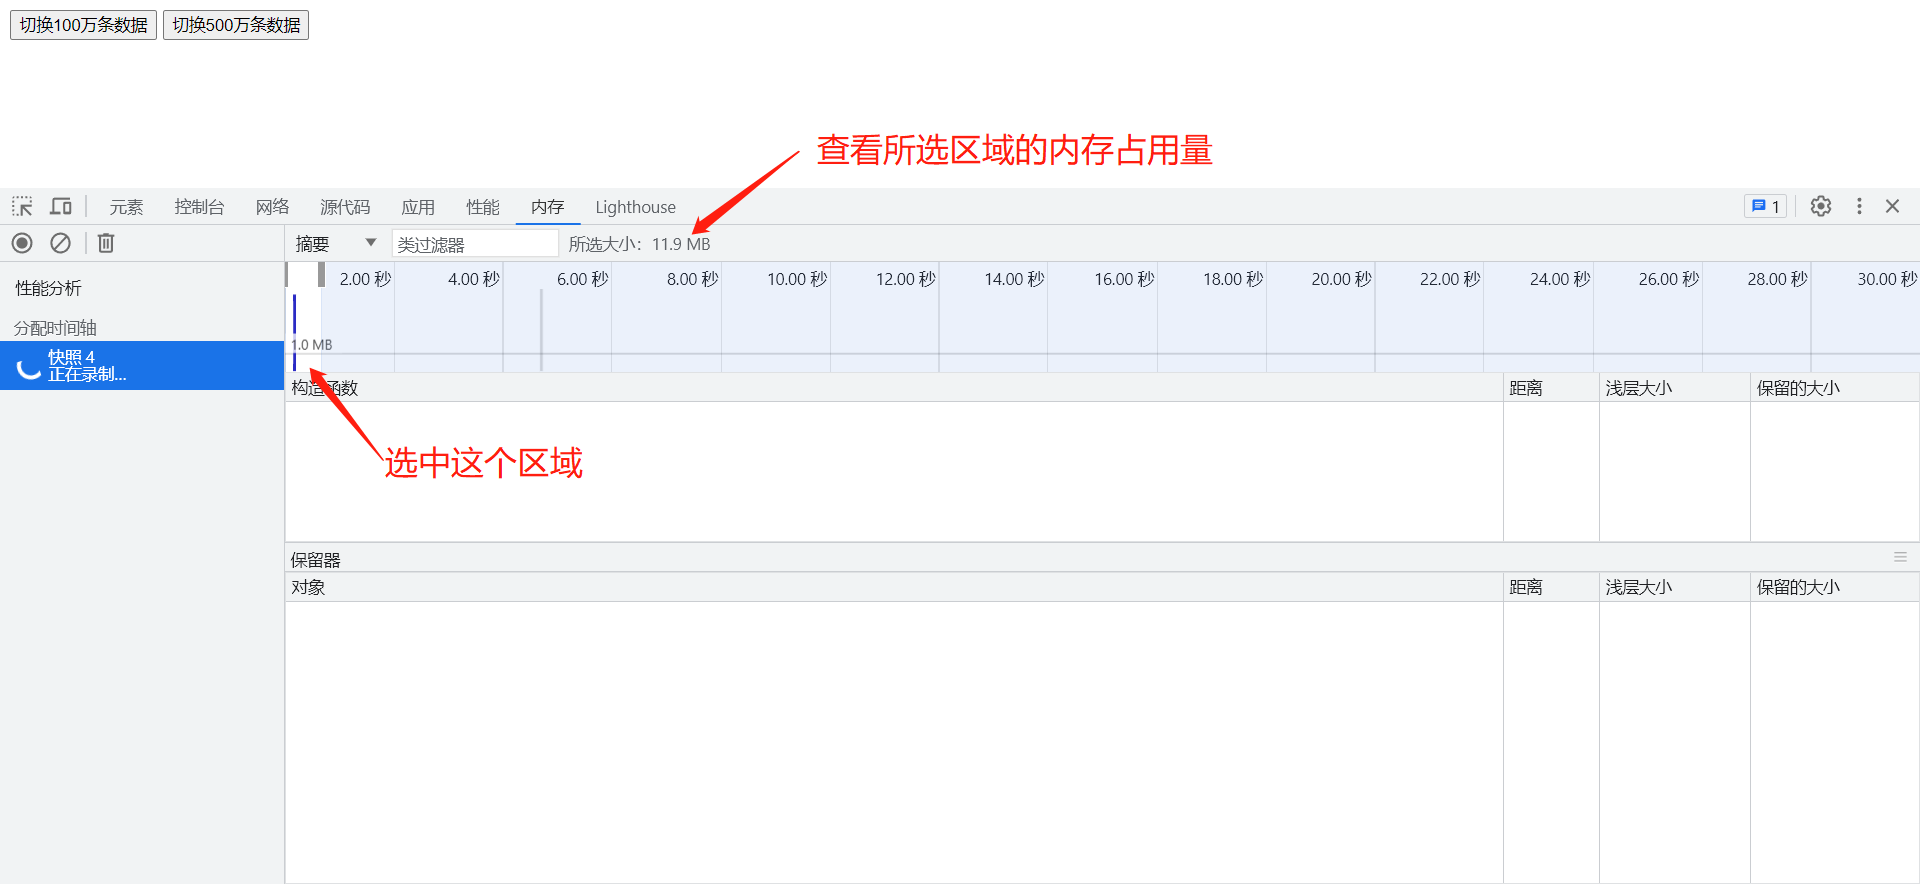 切换100万条数据 切换500万条数据
查看所选区域的内存占用量
元素 控制台 网络 源代码 应用 性能 内存 Lighthouse 1
摘要 类过滤器 所选大小: 11.9 MB
性能分析
分配时间轴
快照 4
正在录制...
2.00 秒 4.00 秒 6.00 秒 8.00 秒 10.00 秒 12.00 秒 14.00 秒 16.00 秒 18.00 秒 20.00 秒 22.00 秒 24.00 秒 26.00 秒 28.00 秒 30.00 秒
1.0 MB
构造函数 距离 浅层大小 保留的大小
选中这个区域
保留器
对象 距离 浅层大小 保留的大小